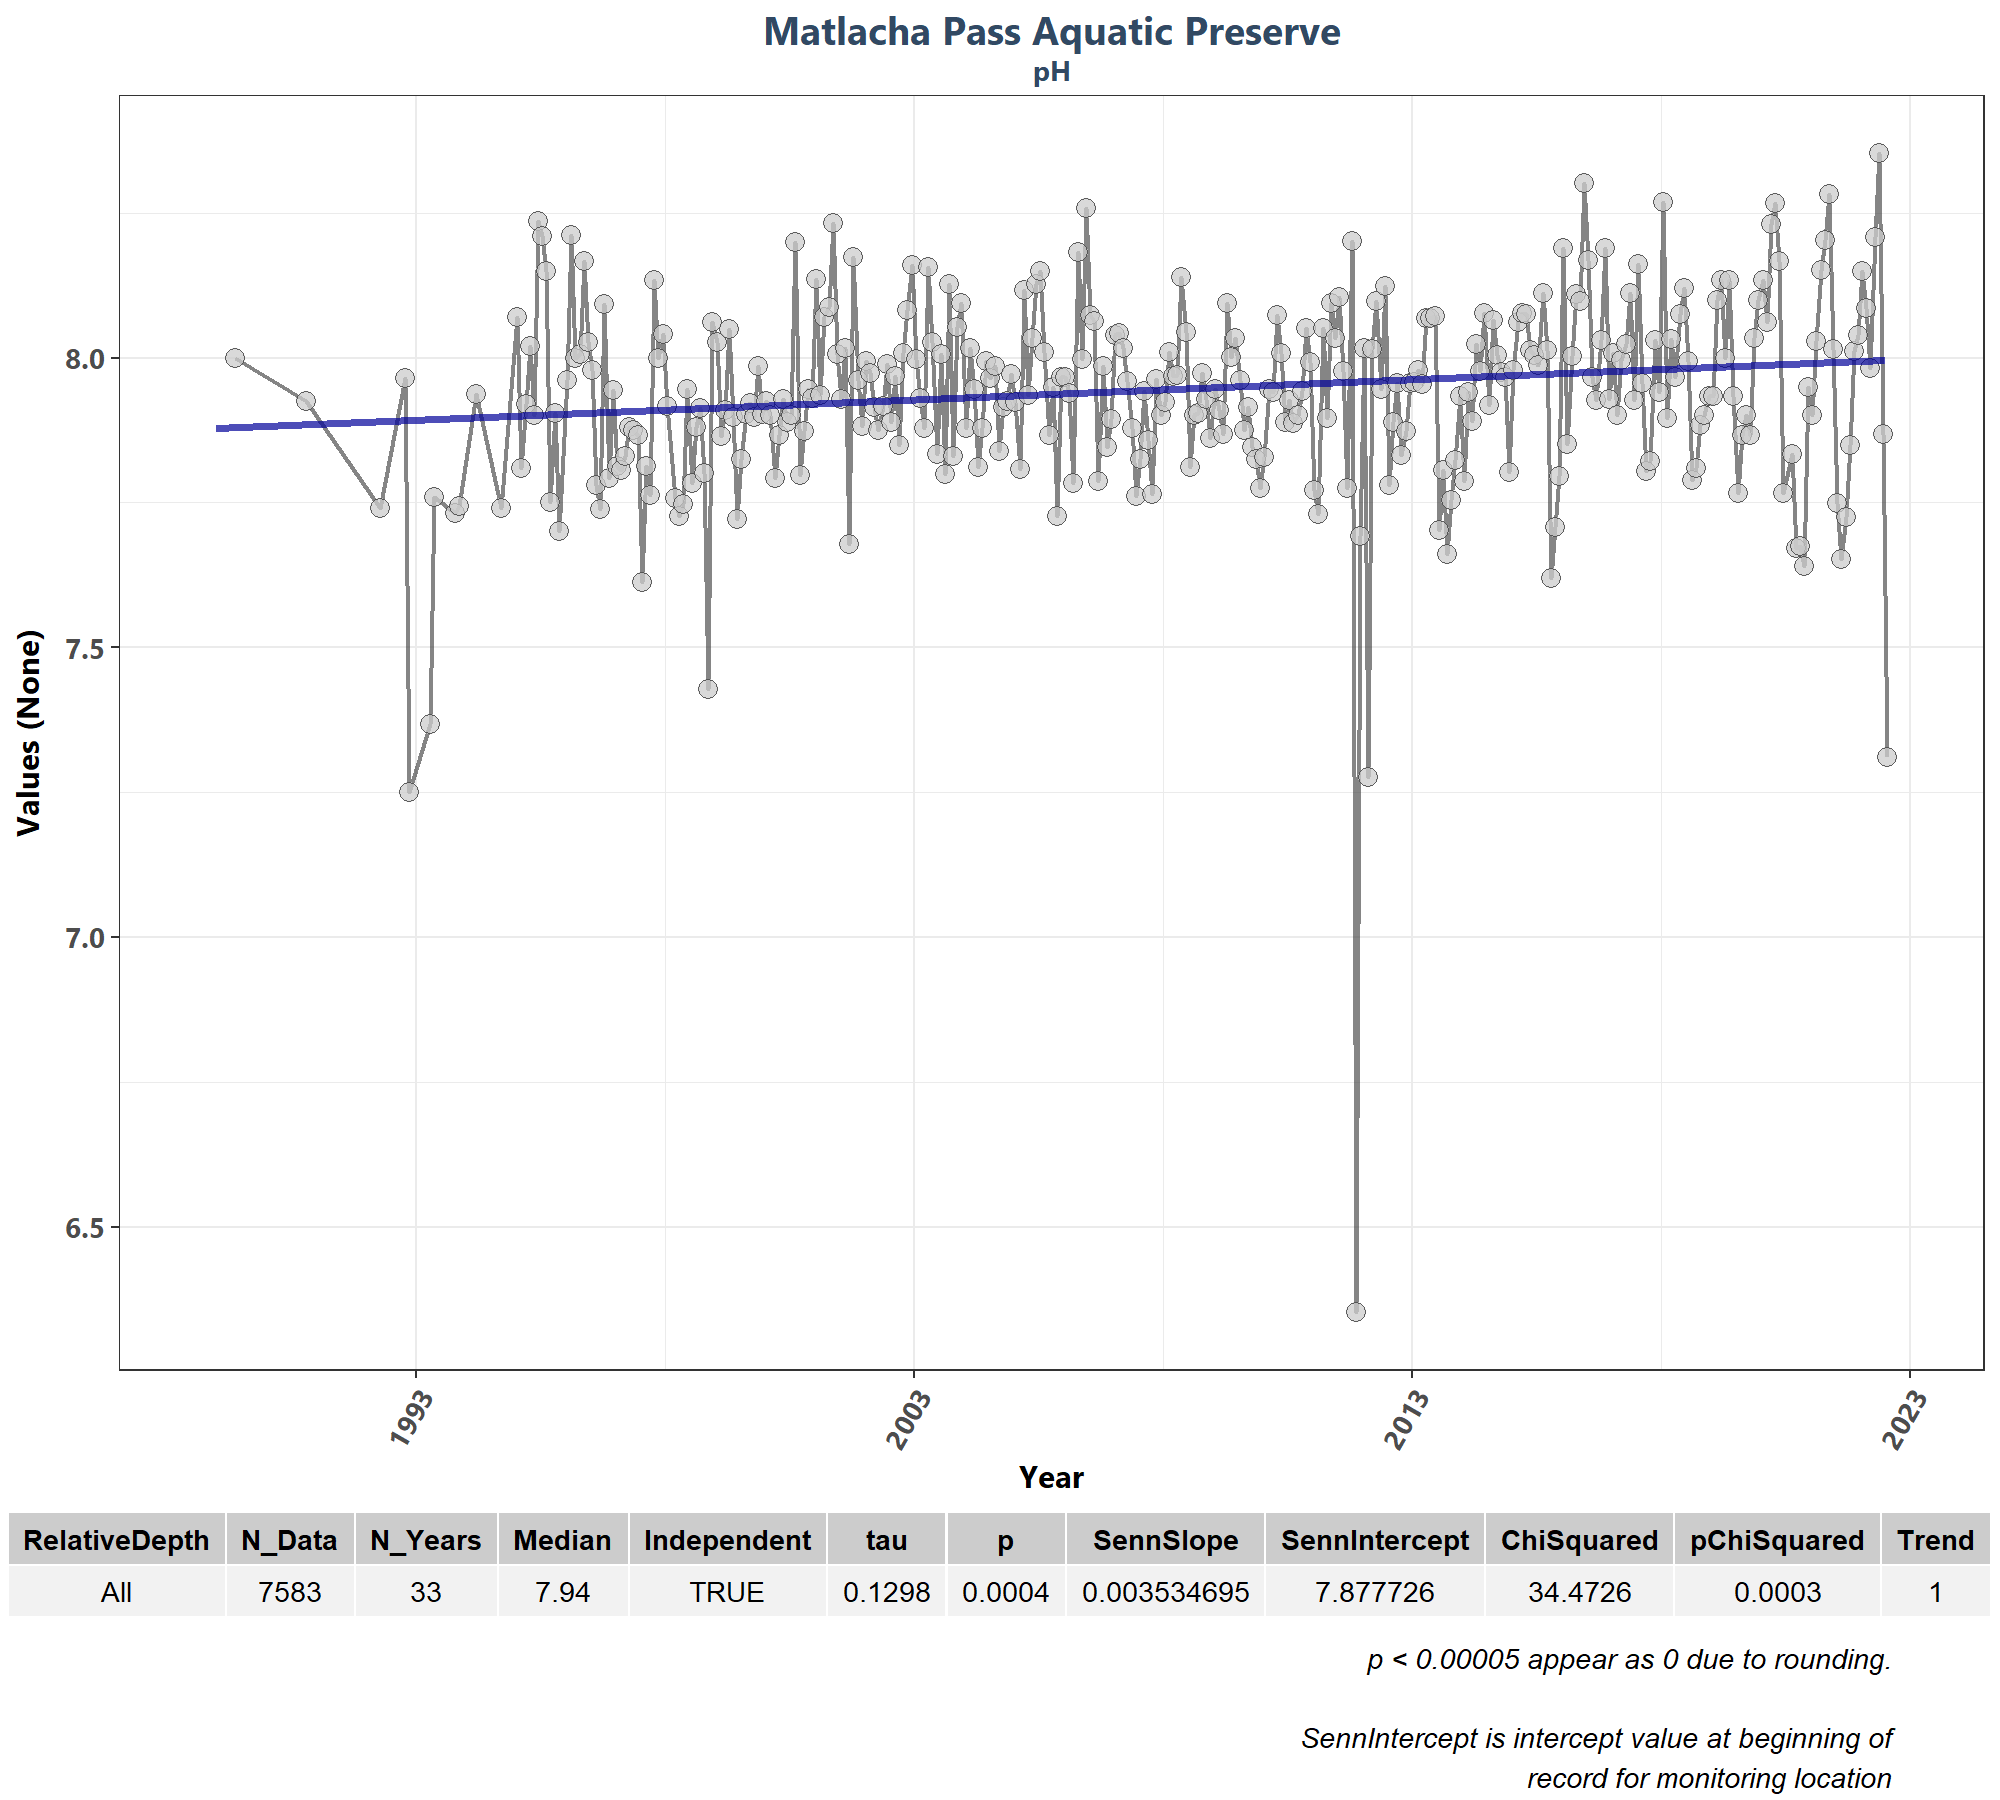 Matlacha Pass Aquatic Preserve
pH
Values (None)
8.0
7.5
7.0
6.5
1993
2003
2013
2023
Year
RelativeDepth N_Data N_Years Median Independent tau p SennSlope SennIntercept ChiSquared pChiSquared Trend
All 7583 33 7.94 TRUE 0.1298 0.0004 0.003534695 7.877726 34.4726 0.0003 1
p < 0.00005 appear as 0 due to rounding.
SennIntercept is intercept value at beginning of
record for monitoring location